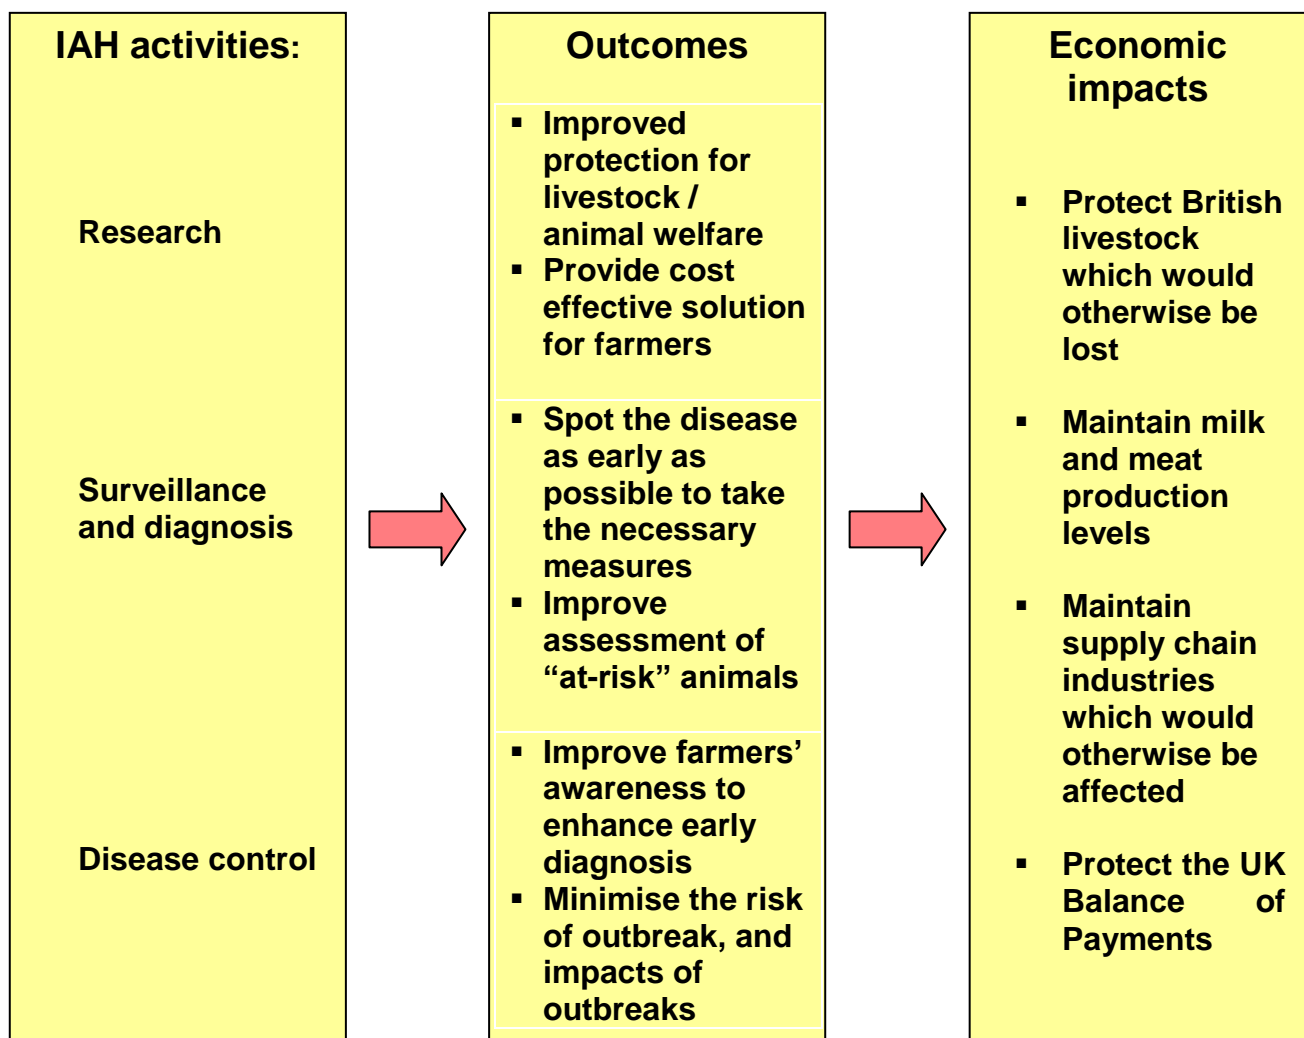 IAH activities:
Research
Surveillance
and diagnosis
Disease control
Outcomes
▪ Improved
protection for
livestock /
animal welfare
▪ Provide cost
effective solution
for farmers
▪ Spot the disease
as early as
possible to take
the necessary
measures
▪ Improve
assessment of
“at-risk” animals
▪ Improve farmers’
awareness to
enhance early
diagnosis
▪ Minimise the risk
of outbreak, and
impacts of
outbreaks
Economic
impacts
▪ Protect British
livestock
which would
otherwise be
lost
▪ Maintain milk
and meat
production
levels
▪ Maintain
supply chain
industries
which would
otherwise be
affected
▪ Protect the UK
Balance of
Payments